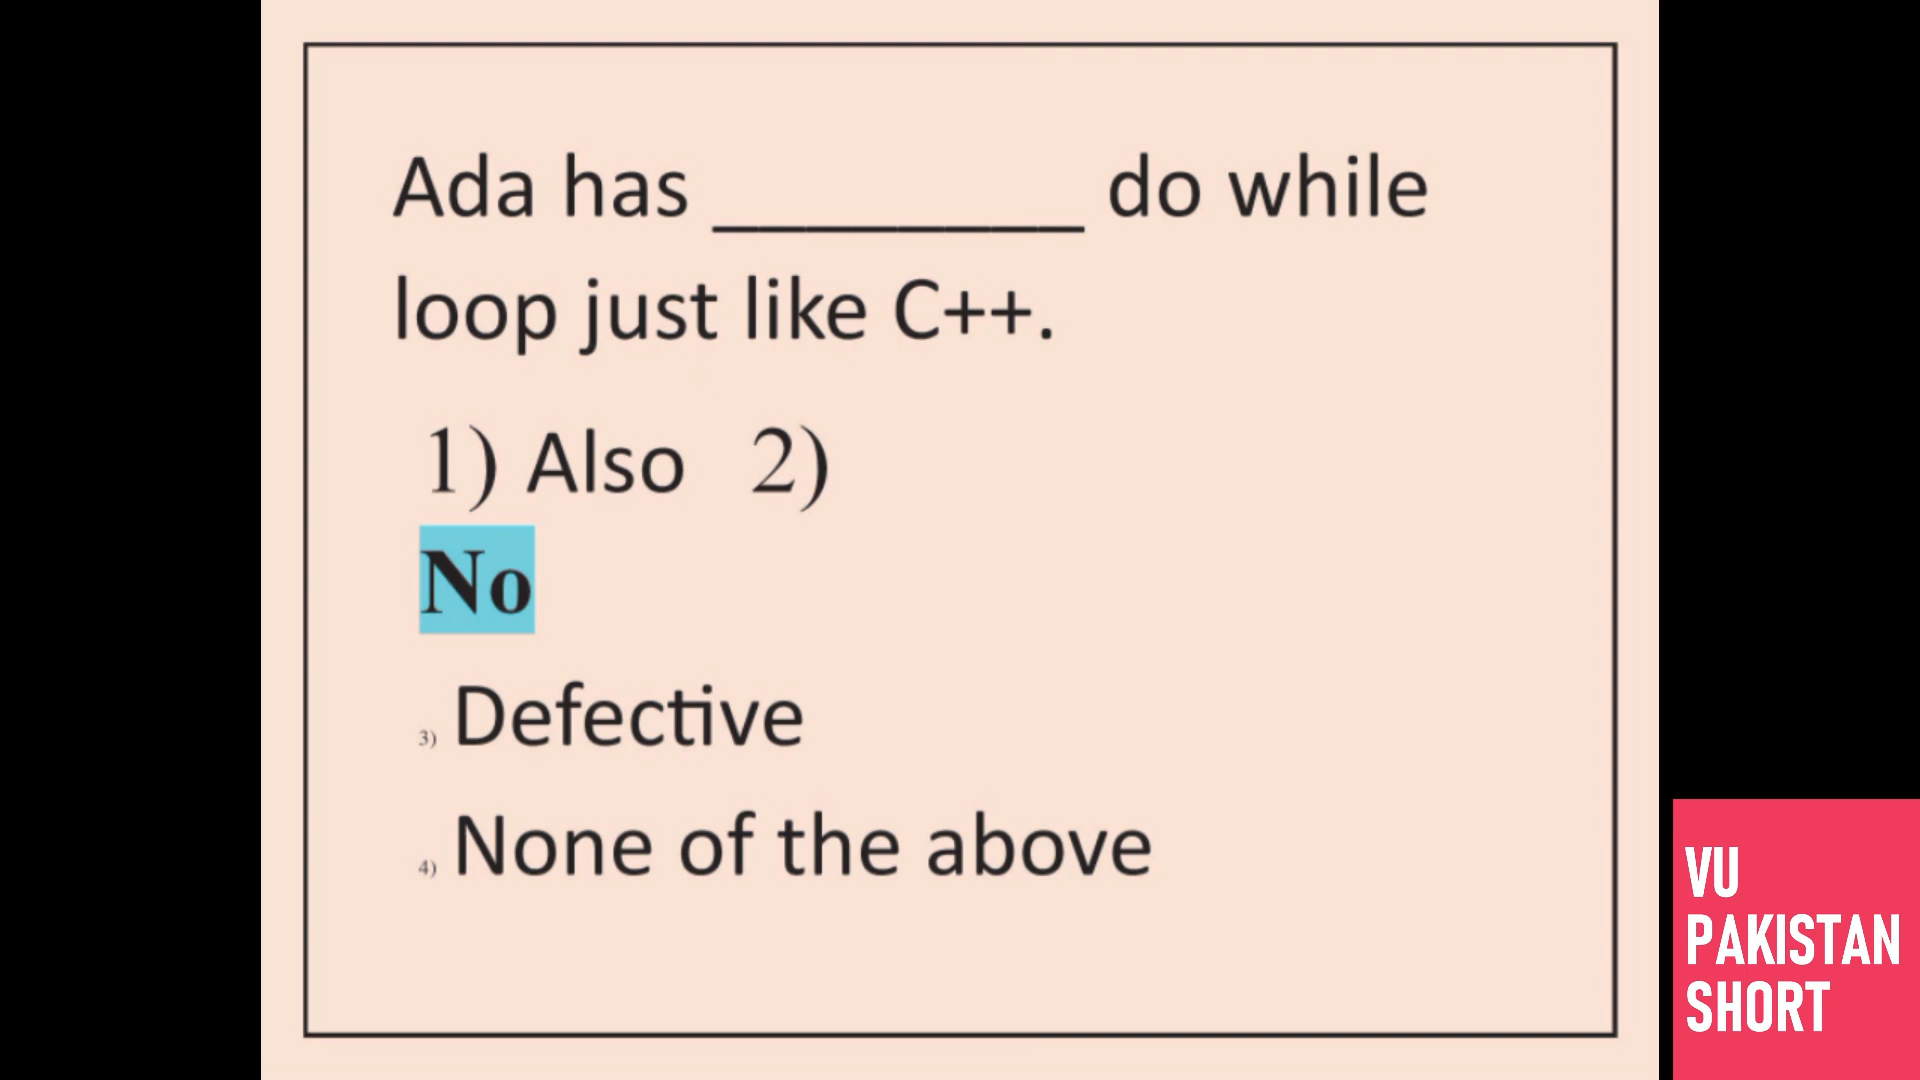 Ada has ________ do while
loop just like C++.
1) Also 2)
No
3) Defective
4) None of the above
VU
PAKISTAN
SHORT